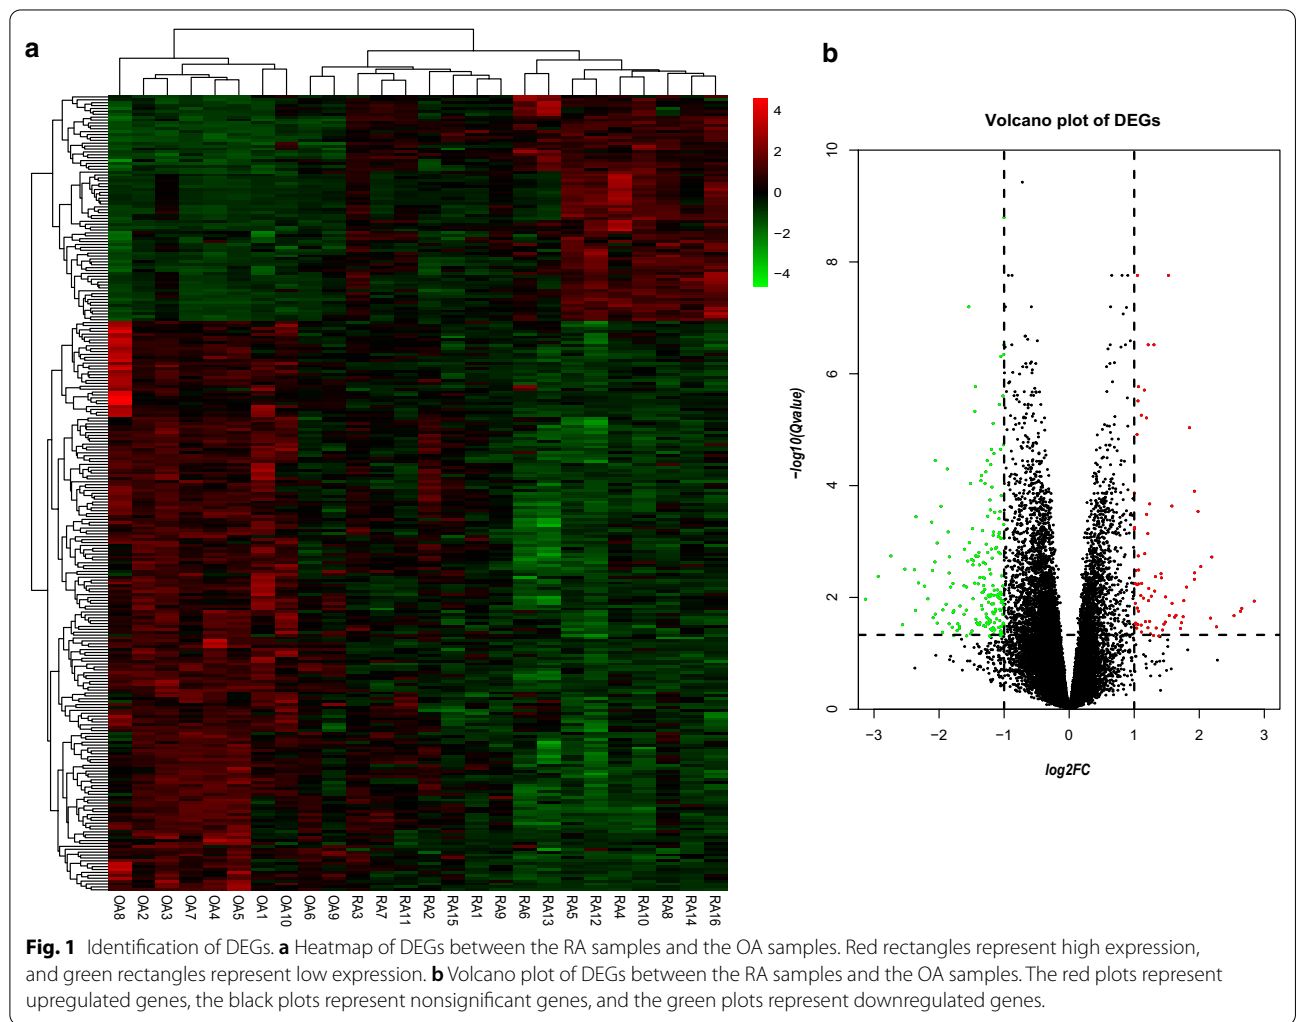 a
b
4
2
0
−2
−4
OA8
OA2
OA3
OA7
OA4
OA5
OA1
OA10
OA6
OA9
RA3
RA7
RA11
RA2
RA15
RA1
RA9
RA6
RA13
RA5
RA12
RA4
RA10
RA8
RA14
RA16
Volcano plot of DEGs
−log10(Qvalue)
10
8
6
4
2
0
−3 −2 −1 0 1 2 3
log2FC
Fig. 1 Identification of DEGs. a Heatmap of DEGs between the RA samples and the OA samples. Red rectangles represent high expression,
and green rectangles represent low expression. b Volcano plot of DEGs between the RA samples and the OA samples. The red plots represent
upregulated genes, the black plots represent nonsignificant genes, and the green plots represent downregulated genes.